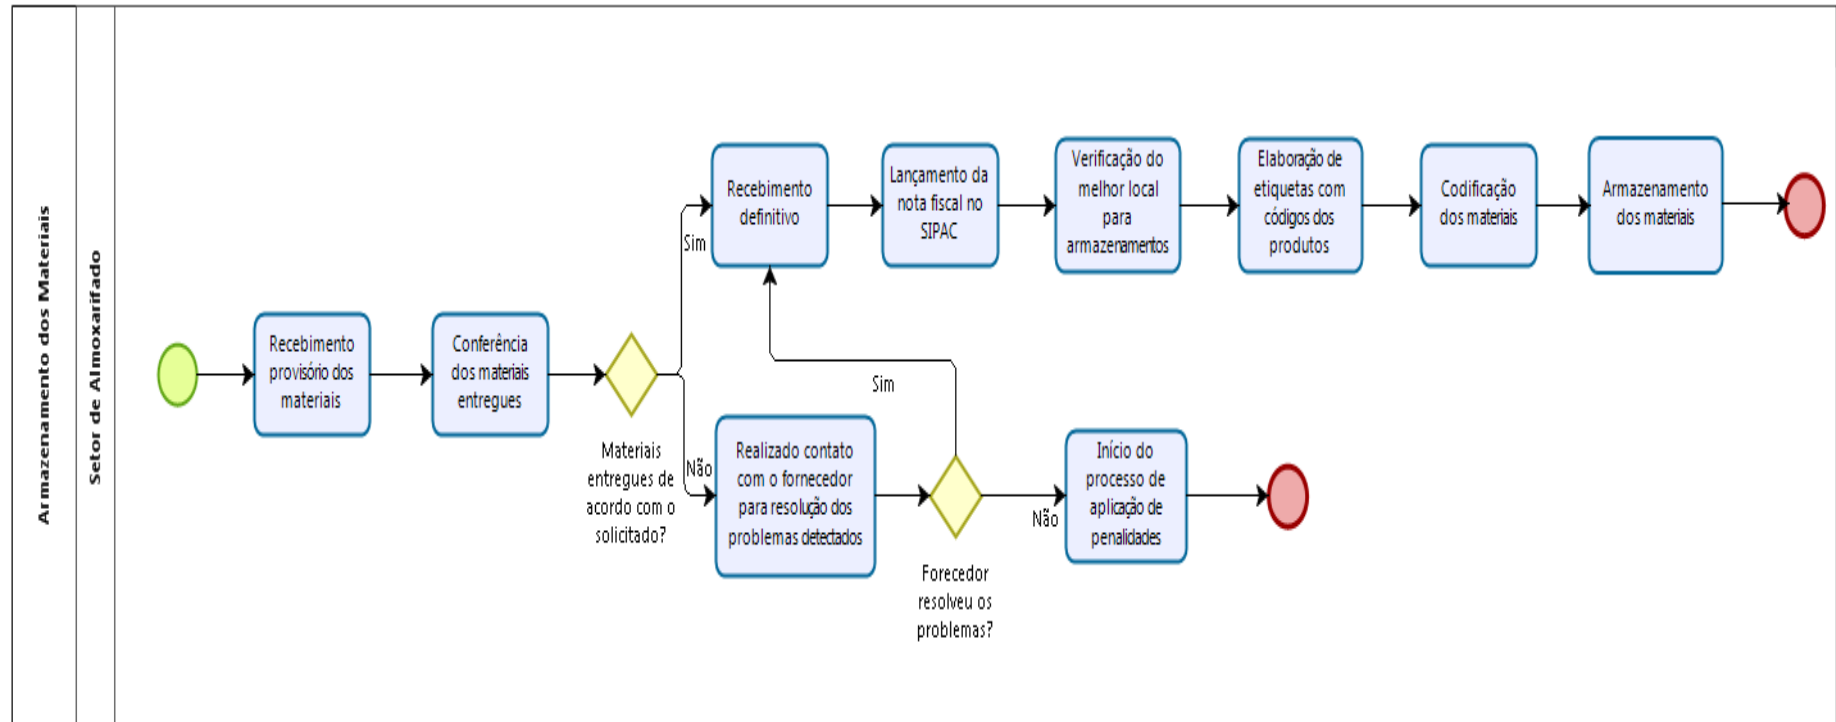 Armazenamento dos Materiais
Setor de Almoxarifado
Recebimento
provisório dos
materiais
Conferência
dos materiais
entregues
Materiais
entregues de
acordo com o
solicitado?
Sim
Não
Recebimento
definitivo
Lançamento da
nota fiscal no
SIPAC
Verificação do
melhor local
para
armazenamentos
Elaboração de
etiquetas com
códigos dos
produtos
Codificação
dos materiais
Armazenamento
dos materiais
Realizado contato
com o fornecedor
para resolução dos
problemas detectados
Sim
Forecedor
resolveu os
problemas?
Não
Início do
processo de
aplicação de
penalidades